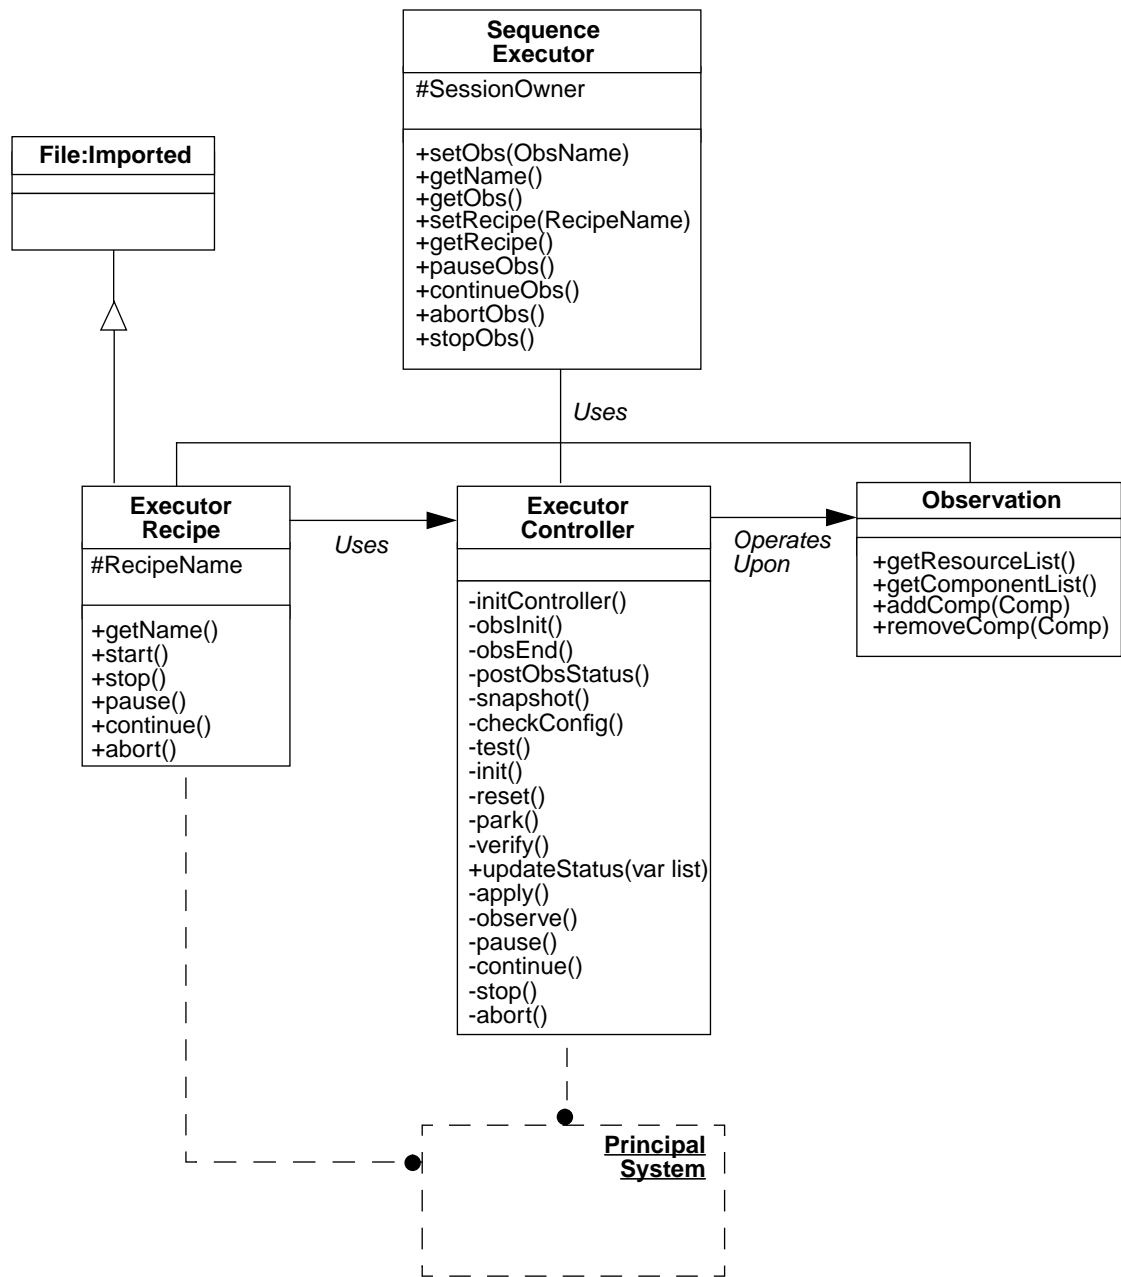 Sequence
Executor
#SessionOwner
+setObs(ObsName)
+getName()
+getObs()
+setRecipe(RecipeName)
+getRecipe()
+pauseObs()
+continueObs()
+abortObs()
+stopObs()
File:Imported
Uses
Executor
Recipe
#RecipeName
+getName()
+start()
+stop()
+pause()
+continue()
+abort()
Uses
Executor
Controller
-initController()
-obsInit()
-obsEnd()
-postObsStatus()
-snapshot()
-checkConfig()
-test()
-init()
-reset()
-park()
-verify()
+updateStatus(var list)
-apply()
-observe()
-pause()
-continue()
-stop()
-abort()
Operates
Upon
Observation
+getResourceList()
+getComponentList()
+addComp(Comp)
+removeComp(Comp)
Principal
System